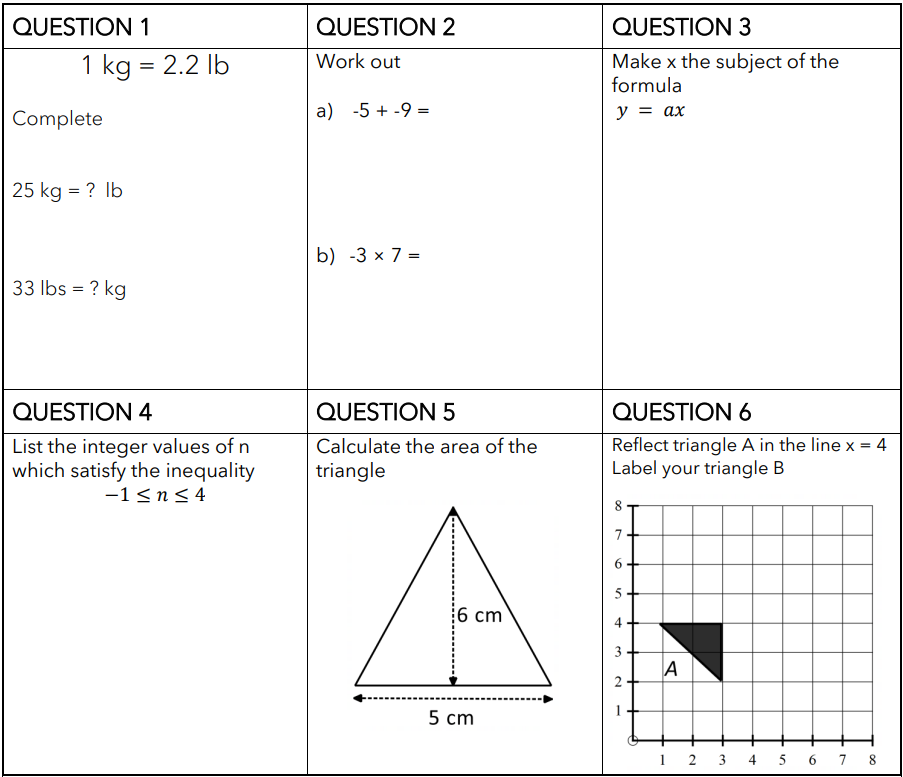 QUESTION 1
1 kg = 2.2 lb
Complete
25 kg = ? lb
33 lbs = ? kg
QUESTION 2
Work out
a) -5 + -9 =
b) -3 × 7 =
QUESTION 3
Make x the subject of the
formula
y = ax
QUESTION 4
List the integer values of n
which satisfy the inequality
−1 ≤ n ≤ 4
QUESTION 5
Calculate the area of the
triangle
6 cm
5 cm
QUESTION 6
Reflect triangle A in the line x = 4
Label your triangle B
8
7
6
5
4
3
A
2
1
1 2 3 4 5 6 7 8